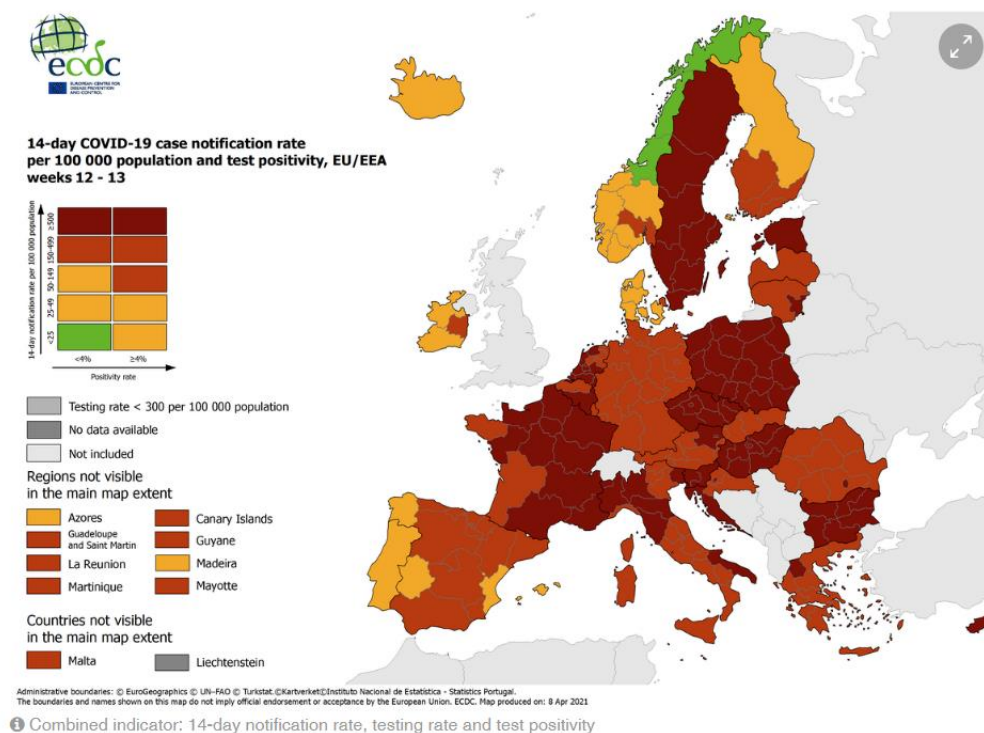 ecdc
EUROPEAN CENTRE FOR
DISEASE PREVENTION
AND CONTROL
14-day COVID-19 case notification rate
per 100 000 population and test positivity, EU/EEA
weeks 12 - 13
14-day notification rate per 100 000 population
≥500
150-499
50-149
25-49
<25
<4%
≥4%
Positivity rate
Testing rate < 300 per 100 000 population
No data available
Not included
Regions not visible
in the main map extent
Azores
Canary Islands
Guadeloupe
and Saint Martin
Guyane
La Reunion
Madeira
Martinique
Mayotte
Countries not visible
in the main map extent
Malta
Liechtenstein
Administrative boundaries: © EuroGeographics © UN–FAO © Turkstat.©Kartverket©Instituto Nacional de Estatística - Statistics Portugal.
The boundaries and names shown on this map do not imply official endorsement or acceptance by the European Union. ECDC. Map produced on: 8 Apr 2021
Combined indicator: 14-day notification rate, testing rate and test positivity